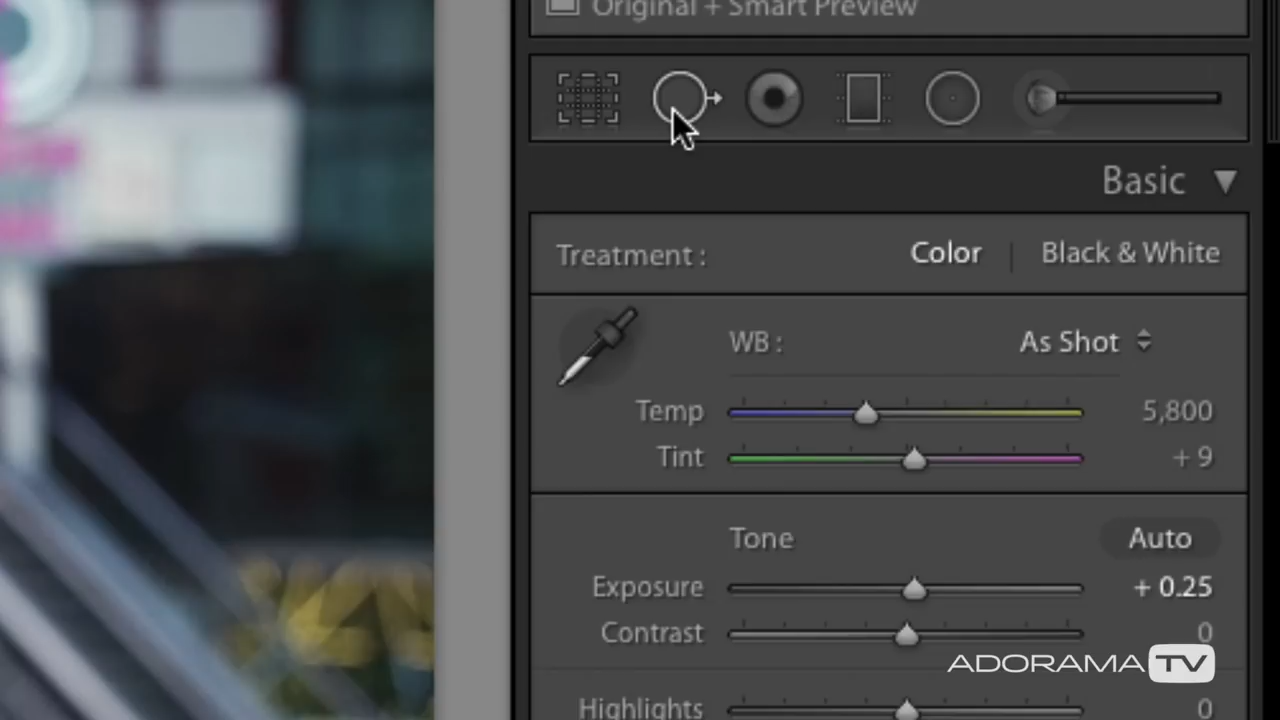 Original + Smart Preview
Basic
Treatment : Color | Black & White
WB : As Shot
Temp 5,800
Tint + 9
Tone Auto
Exposure + 0.25
Contrast 0
Highlights 0
ADORAMA TV